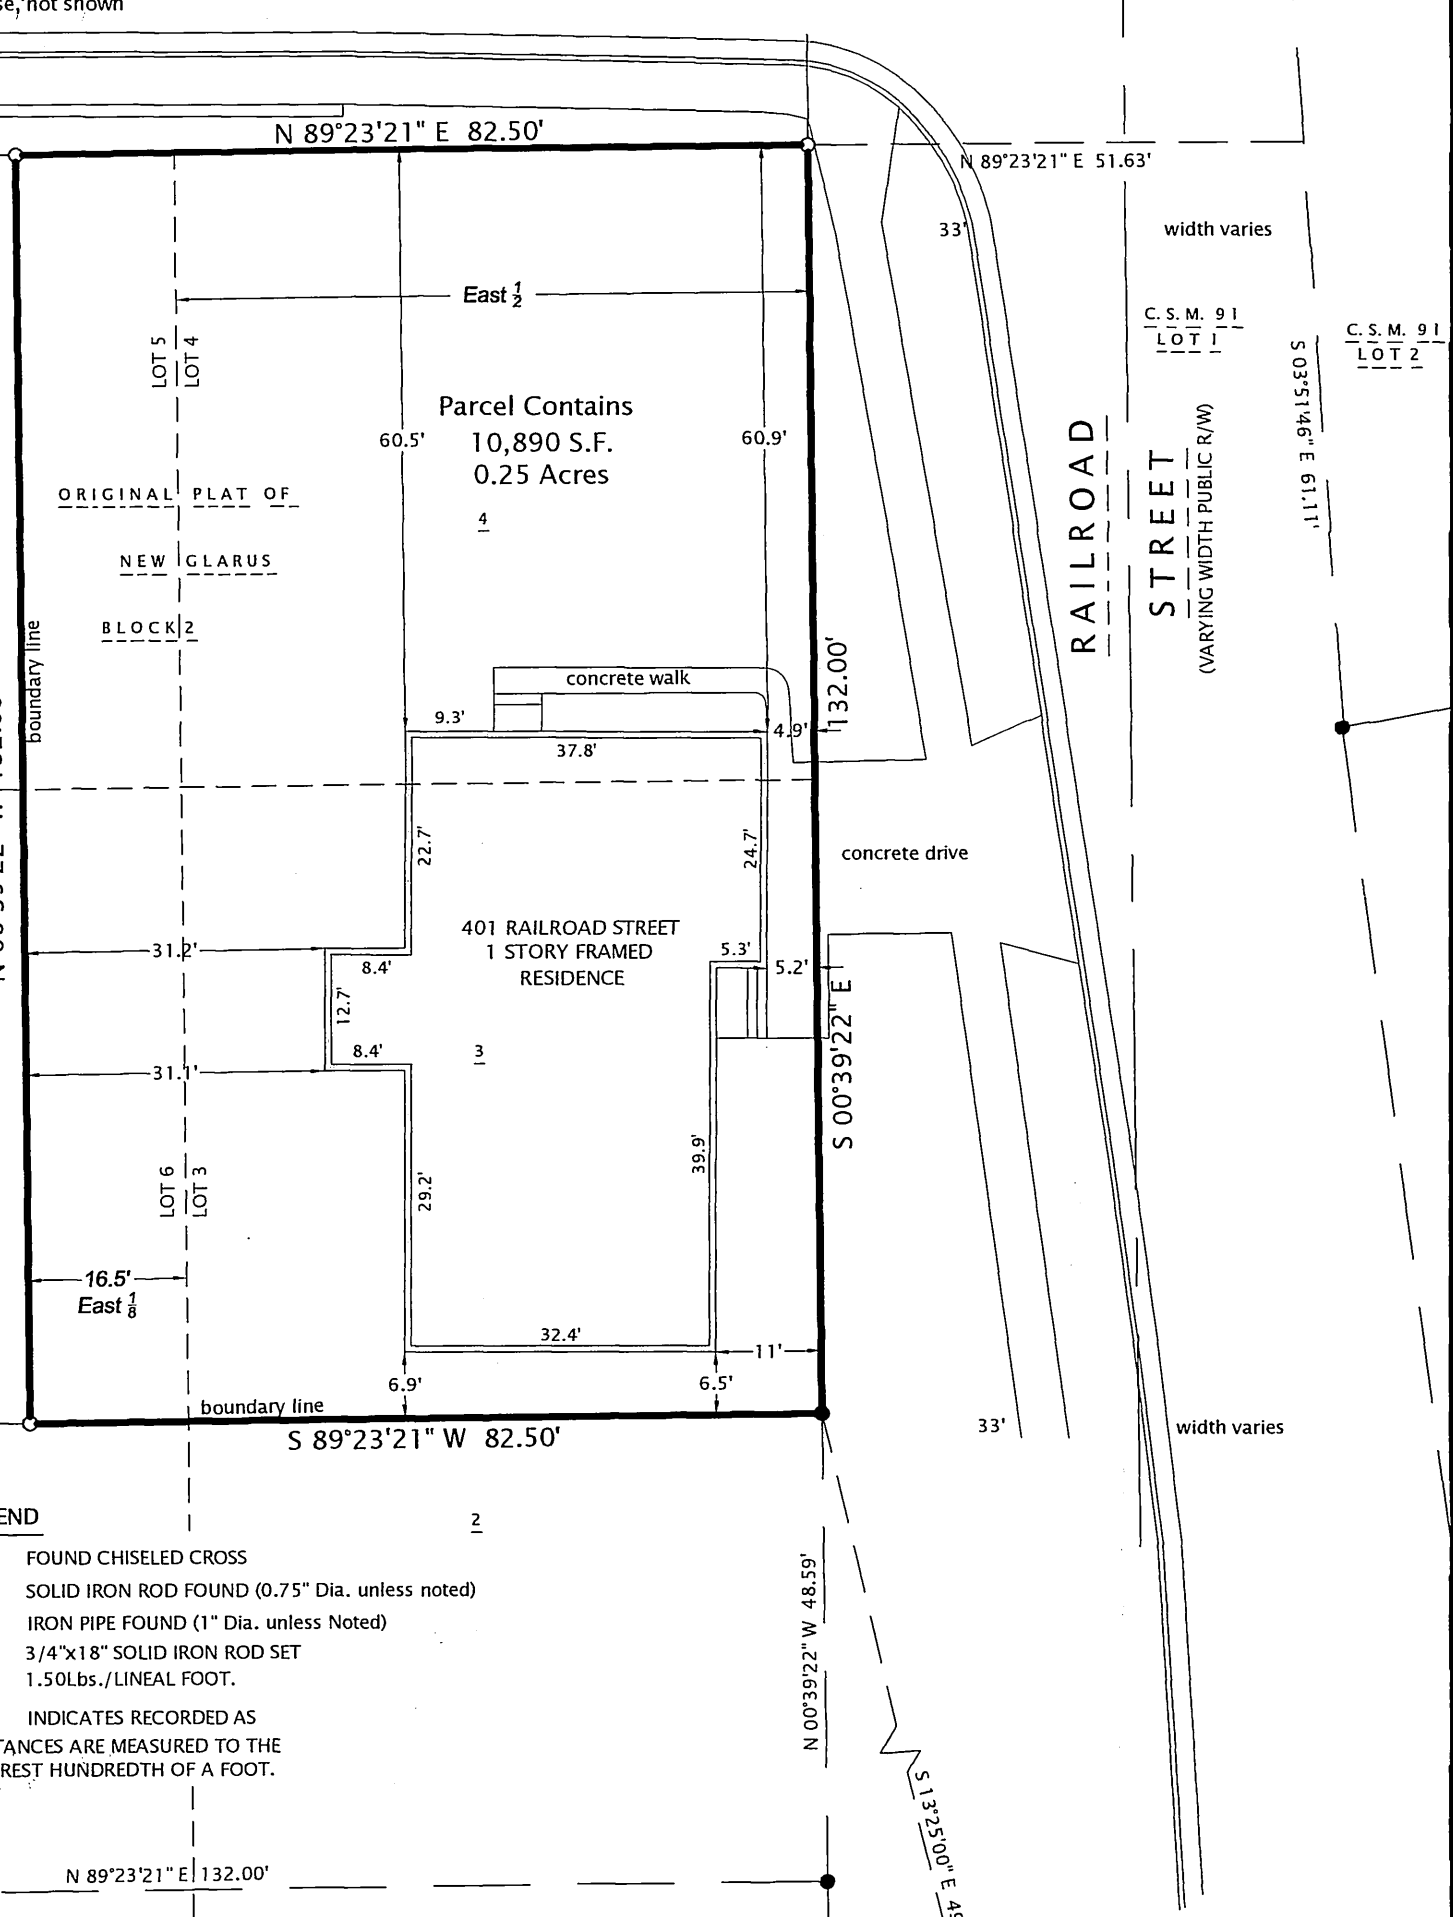 se, not shown
N 89°23'21" E 82.50'
N 89°23'21" E 51.63'
33'
width varies
East 1/2
C. S. M. 91
LOT 1
C. S. M. 91
LOT 2
LOT 5
LOT 4
S 03°51'46" E 61.11'
Parcel Contains
10,890 S.F.
0.25 Acres
60.5'
60.9'
RAILROAD
STREET
(VARYING WIDTH PUBLIC R/W)
ORIGINAL PLAT OF
NEW GLARUS
BLOCK 2
4
boundary line
concrete walk
132.00'
9.3'
4.9'
37.8'
22.7'
24.7'
concrete drive
401 RAILROAD STREET
1 STORY FRAMED
RESIDENCE
31.2'
8.4'
5.3'
5.2'
12.7'
S 00°39'22" E
8.4'
3
31.1'
39.9'
29.2'
LOT 6
LOT 3
16.5'
East 1/8
32.4'
11'
6.9'
6.5'
boundary line
S 89°23'21" W 82.50'
33'
width varies
END
2
FOUND CHISELED CROSS
SOLID IRON ROD FOUND (0.75" Dia. unless noted)
IRON PIPE FOUND (1" Dia. unless Noted)
3/4"x18" SOLID IRON ROD SET
1.50Lbs./LINEAL FOOT.
INDICATES RECORDED AS
TANCES ARE MEASURED TO THE
REST HUNDREDTH OF A FOOT.
N 00°39'22" W 48.59'
S 13°25'00" E
N 89°23'21" E 132.00'